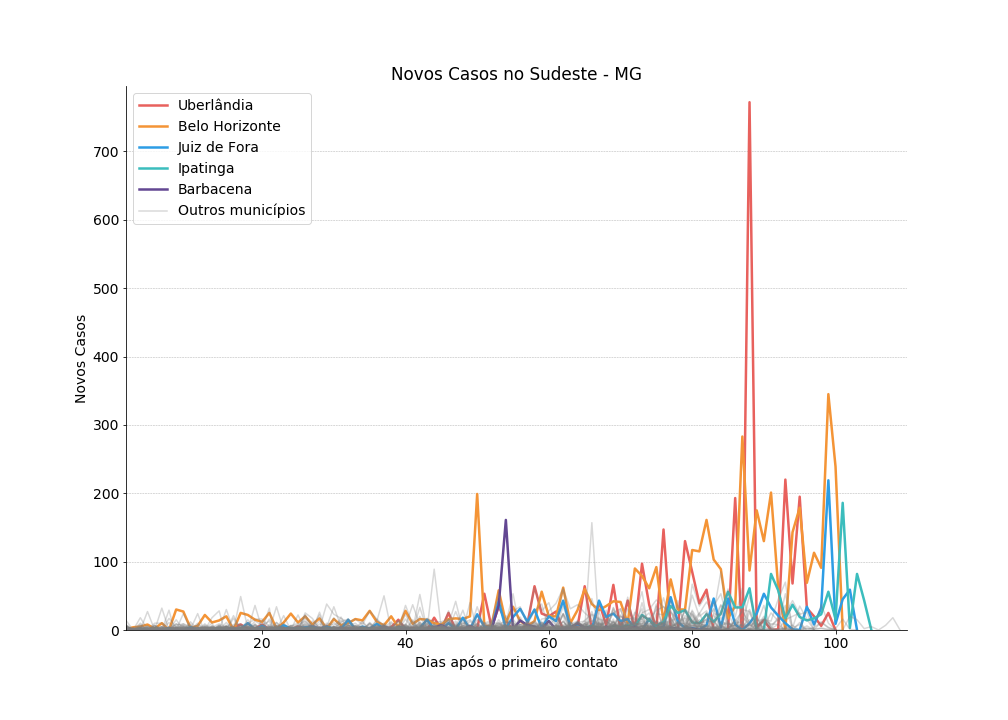 Novos Casos no Sudeste - MG
Uberlândia
Belo Horizonte
Juiz de Fora
Ipatinga
Barbacena
Outros municípios
Novos Casos
700
600
500
400
300
200
100
0
20 40 60 80 100
Dias após o primeiro contato